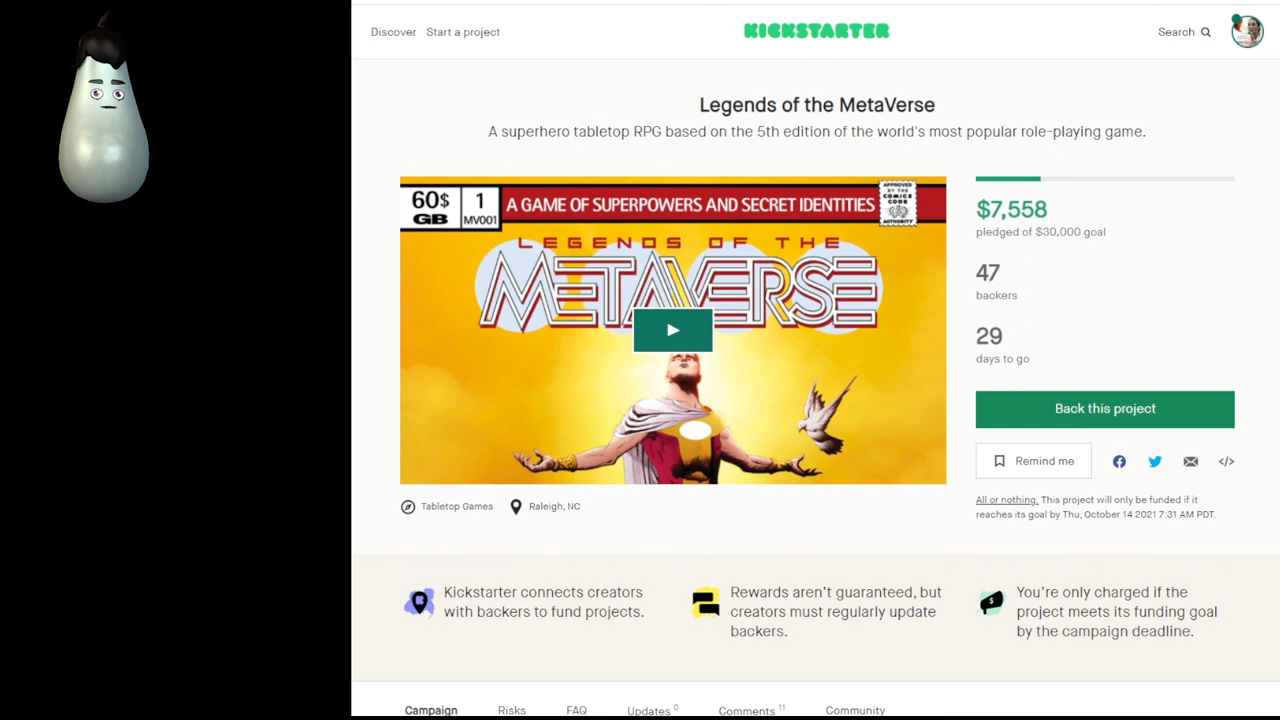 Discover Start a project KICKSTARTER Search
Legends of the MetaVerse
A superhero tabletop RPG based on the 5th edition of the world's most popular role-playing game.
60$
GB
1
MV001
A GAME OF SUPERPOWERS AND SECRET IDENTITIES
APPROVED
BY THE
COMICS
CODE
AUTHORITY
LEGENDS OF THE
METAVERSE
$7,558
pledged of $30,000 goal
47
backers
29
days to go
Back this project
Remind me
All or nothing. This project will only be funded if it
reaches its goal by Thu, October 14 2021 7:31 AM PDT.
Tabletop Games Raleigh, NC
Kickstarter connects creators
with backers to fund projects.
Rewards aren't guaranteed, but
creators must regularly update
backers.
You're only charged if the
project meets its funding goal
by the campaign deadline.
Campaign Risks FAQ Updates 0 Comments 11 Community